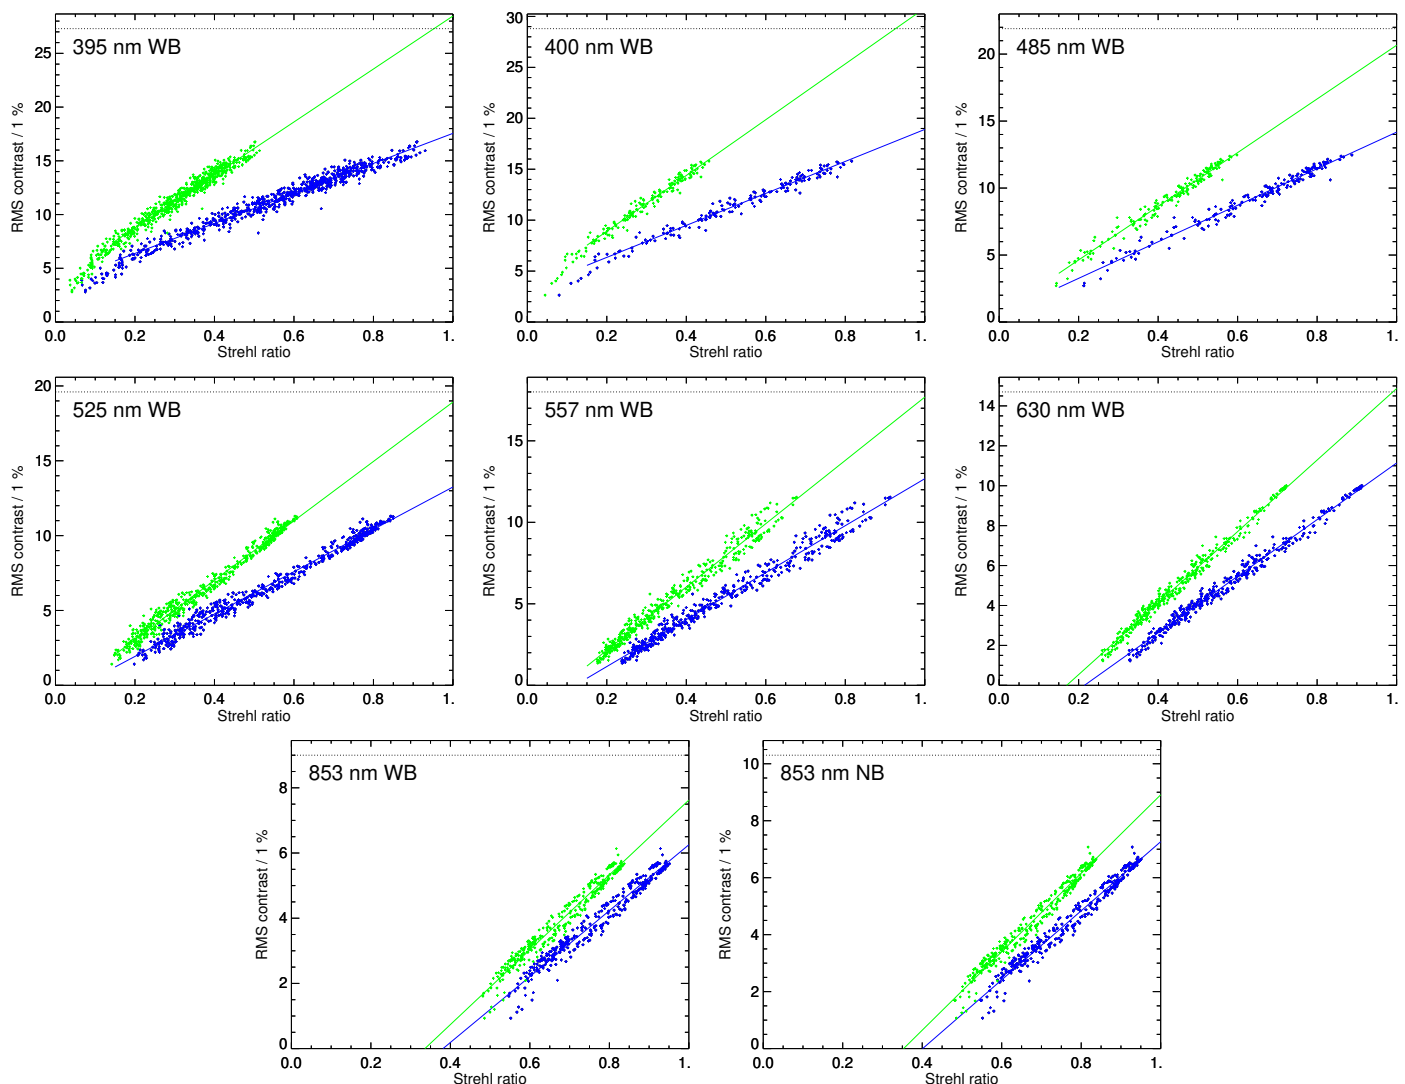 395 nm WB
RMS contrast / 1 %
25
20
15
10
5
0
0.0 0.2 0.4 0.6 0.8 1.
Strehl ratio
400 nm WB
RMS contrast / 1 %
30
25
20
15
10
5
0
0.0 0.2 0.4 0.6 0.8 1.
Strehl ratio
485 nm WB
RMS contrast / 1 %
20
15
10
5
0
0.0 0.2 0.4 0.6 0.8 1.
Strehl ratio
525 nm WB
RMS contrast / 1 %
20
15
10
5
0
0.0 0.2 0.4 0.6 0.8 1.
Strehl ratio
557 nm WB
RMS contrast / 1 %
15
10
5
0
0.0 0.2 0.4 0.6 0.8 1.
Strehl ratio
630 nm WB
RMS contrast / 1 %
14
12
10
8
6
4
2
0
0.0 0.2 0.4 0.6 0.8 1.
Strehl ratio
853 nm WB
RMS contrast / 1 %
8
6
4
2
0
0.0 0.2 0.4 0.6 0.8 1.
Strehl ratio
853 nm NB
RMS contrast / 1 %
10
8
6
4
2
0
0.0 0.2 0.4 0.6 0.8 1.
Strehl ratio